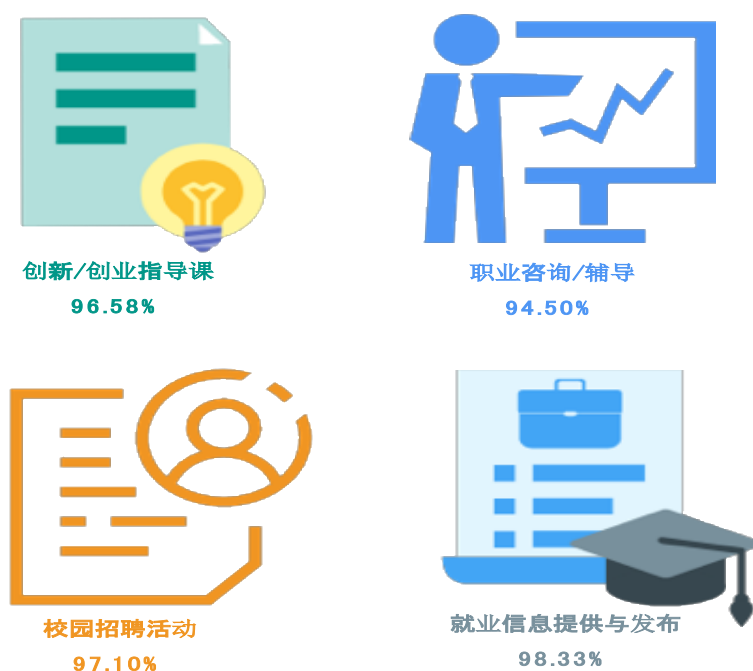 创新/创业指导课
96.58%
职业咨询/辅导
94.50%
校园招聘活动
97.10%
就业信息提供与发布
98.33%